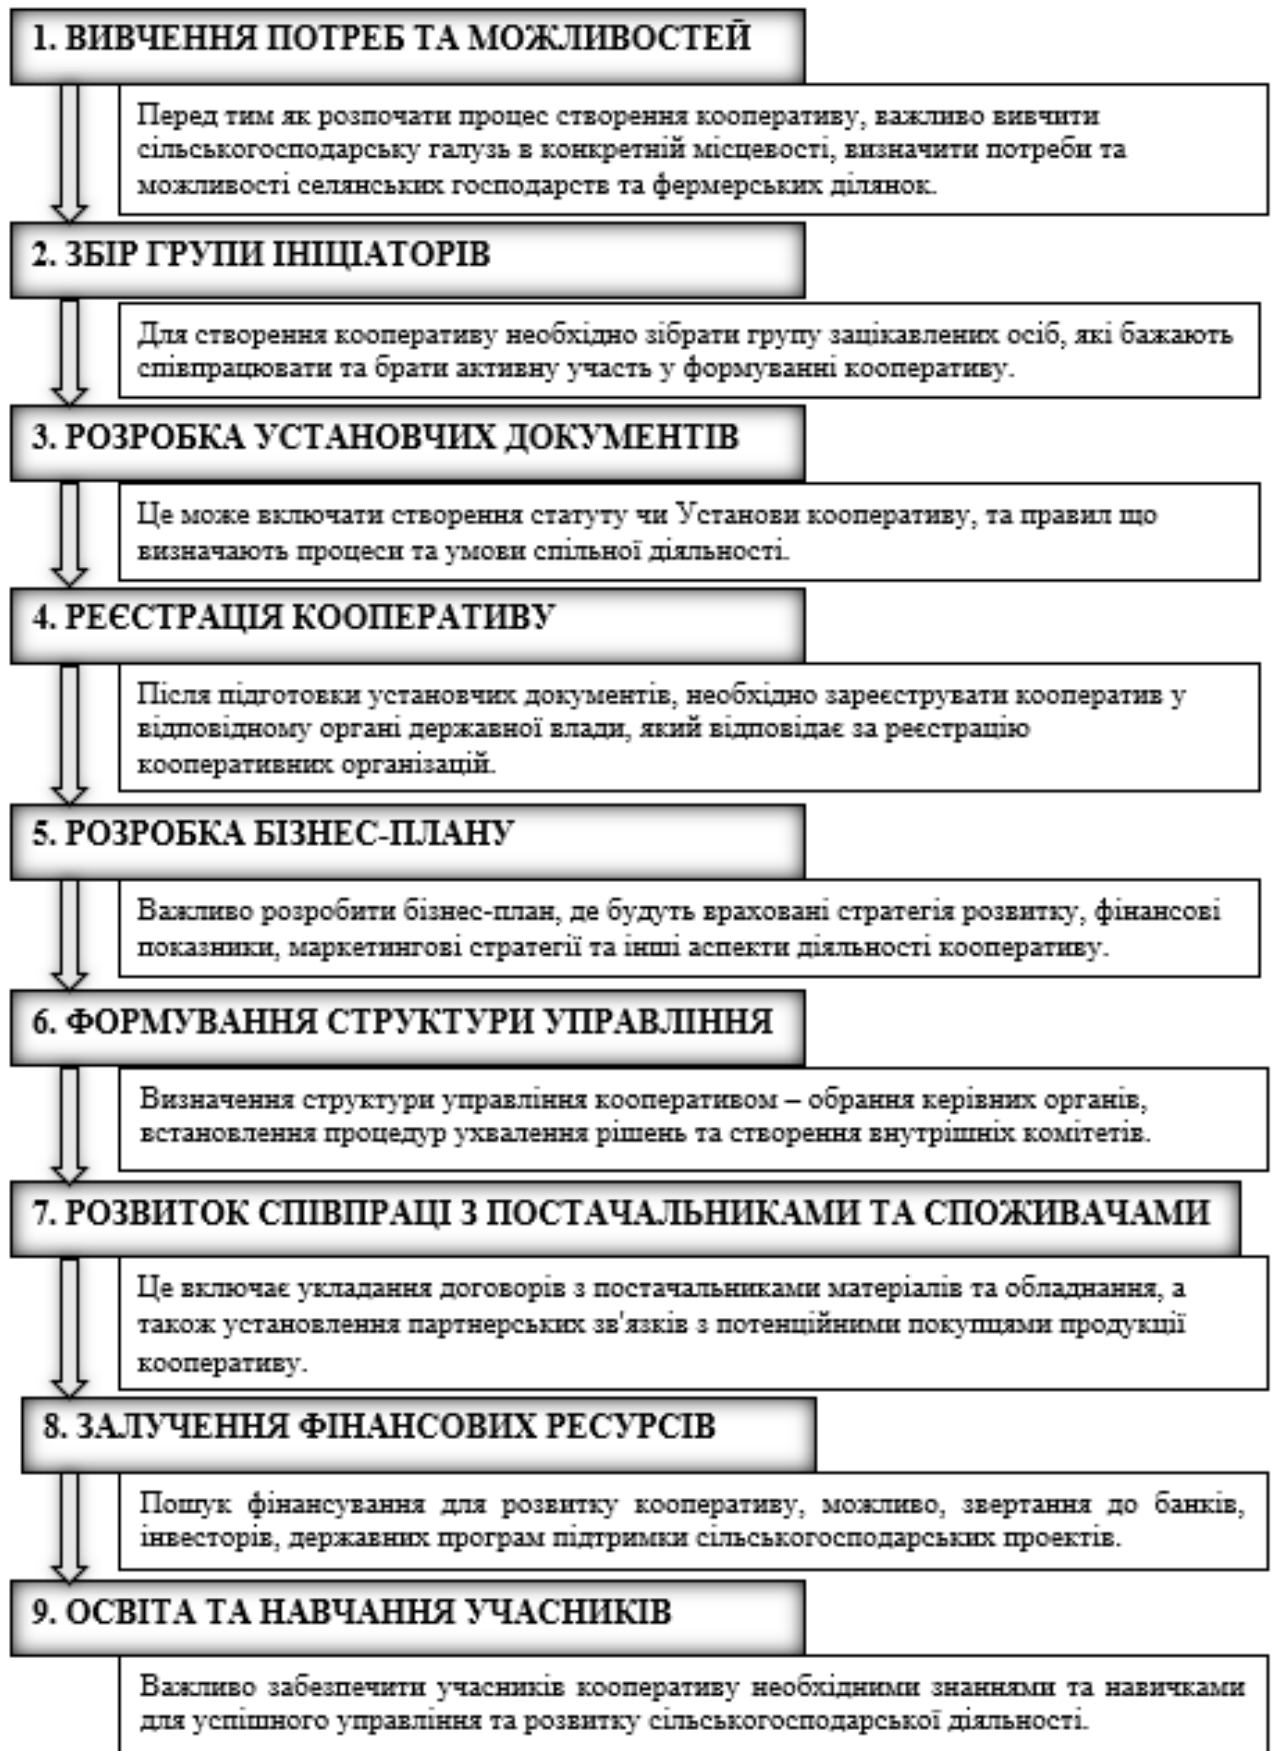 1. ВИВЧЕННЯ ПОТРЕБ ТА МОЖЛИВОСТЕЙ
Перед тим як розпочати процес створення кооперативу, важливо вивчити
сільськогосподарську галузь в конкретній місцевості, визначити потреби та
можливості селянських господарств та фермерських ділянок.
2. ЗБІР ГРУПИ ІНІЦІАТОРІВ
Для створення кооперативу необхідно зібрати групу зацікавлених осіб, які бажають
співпрацювати та брати активну участь у формуванні кооперативу.
3. РОЗРОБКА УСТАНОВЧИХ ДОКУМЕНТІВ
Це може включати створення статуту чи Установи кооперативу, та правил що
визначають процеси та умови спільної діяльності.
4. РЕЄСТРАЦІЯ КООПЕРАТИВУ
Після підготовки установчих документів, необхідно зареєструвати кооператив у
відповідному органі державної влади, який відповідає за реєстрацію
кооперативних організацій.
5. РОЗРОБКА БІЗНЕС-ПЛАНУ
Важливо розробити бізнес-план, де будуть враховані стратегія розвитку, фінансові
показники, маркетингові стратегії та інші аспекти діяльності кооперативу.
6. ФОРМУВАННЯ СТРУКТУРИ УПРАВЛІННЯ
Визначення структури управління кооперативом – обрання керівних органів,
встановлення процедур ухвалення рішень та створення внутрішніх комітетів.
7. РОЗВИТОК СПІВПРАЦІ З ПОСТАЧАЛЬНИКАМИ ТА СПОЖИВАЧАМИ
Це включає укладання договорів з постачальниками матеріалів та обладнання, а
також установлення партнерських зв'язків з потенційними покупцями продукції
кооперативу.
8. ЗАЛУЧЕННЯ ФІНАНСОВИХ РЕСУРСІВ
Пошук фінансування для розвитку кооперативу, можливо, звертання до банків,
інвесторів, державних програм підтримки сільськогосподарських проектів.
9. ОСВІТА ТА НАВЧАННЯ УЧАСНИКІВ
Важливо забезпечити учасників кооперативу необхідними знаннями та навичками
для успішного управління та розвитку сільськогосподарської діяльності.